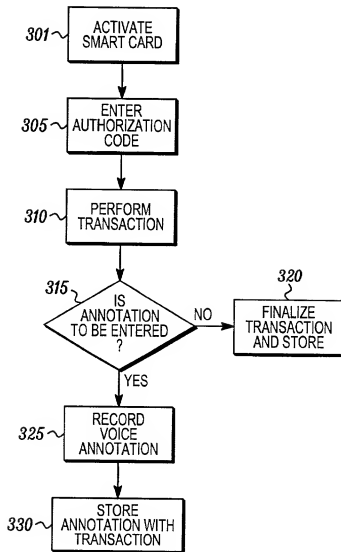 301
ACTIVATE
SMART CARD
305
ENTER
AUTHORIZATION
CODE
310
PERFORM
TRANSACTION
315
IS
ANNOTATION
TO BE ENTERED
?
NO
320
FINALIZE
TRANSACTION
AND STORE
YES
325
RECORD
VOICE
ANNOTATION
330
STORE
ANNOTATION WITH
TRANSACTION